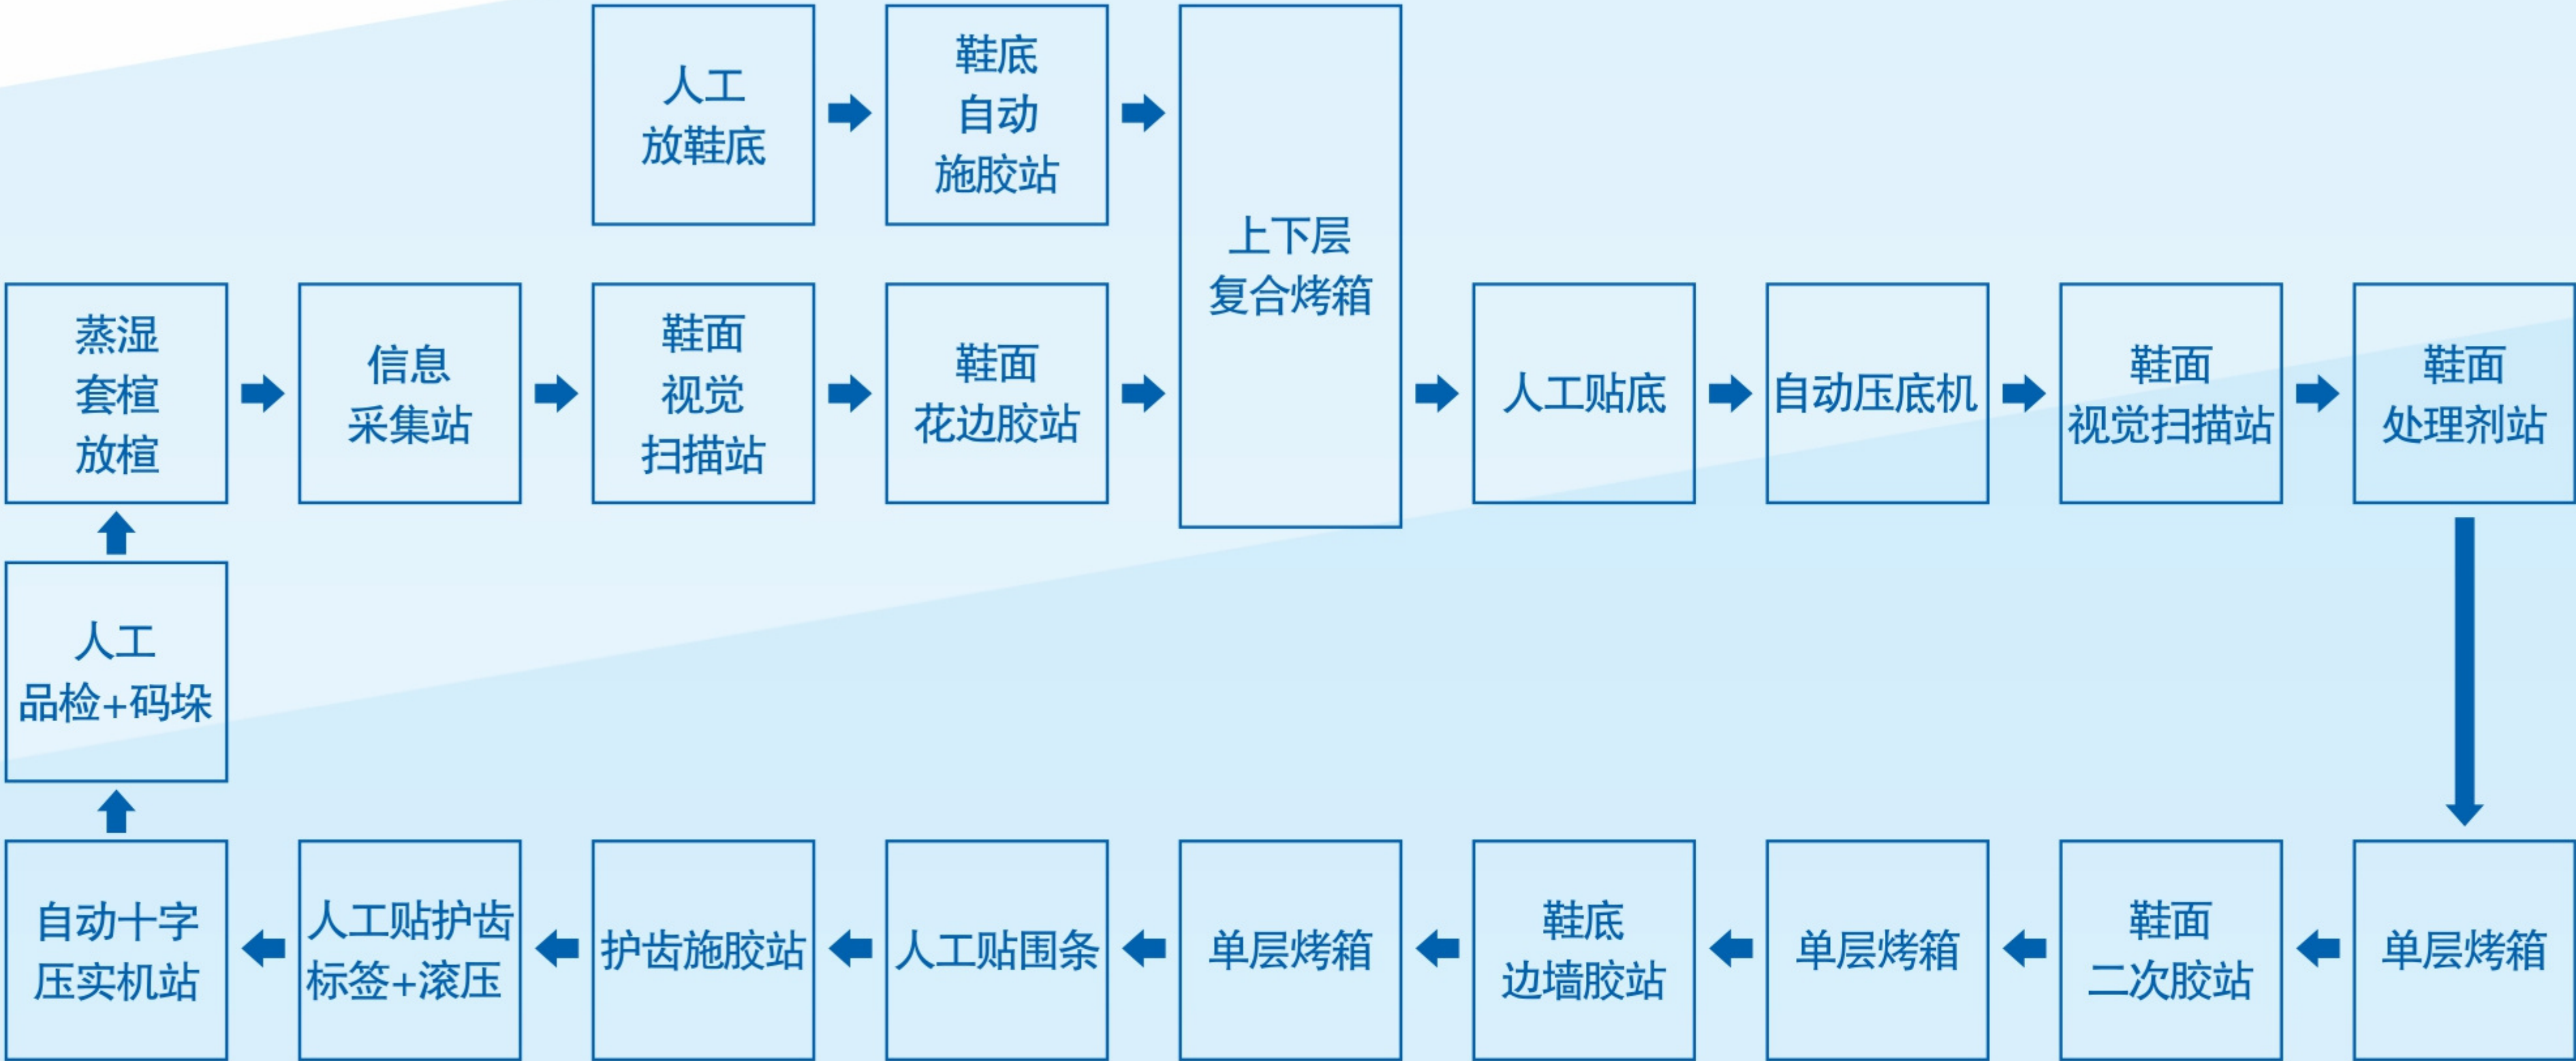 人工
放鞋底
鞋底
自动
施胶站
上下层
复合烤箱
蒸湿
套楦
放楦
信息
采集站
鞋面
视觉
扫描站
鞋面
花边胶站
人工贴底
自动压底机
鞋面
视觉扫描站
鞋面
处理剂站
人工
品检+码垛
自动十字
压实机站
人工贴护齿
标签+滚压
护齿施胶站
人工贴围条
单层烤箱
鞋底
边墙胶站
单层烤箱
鞋面
二次胶站
单层烤箱